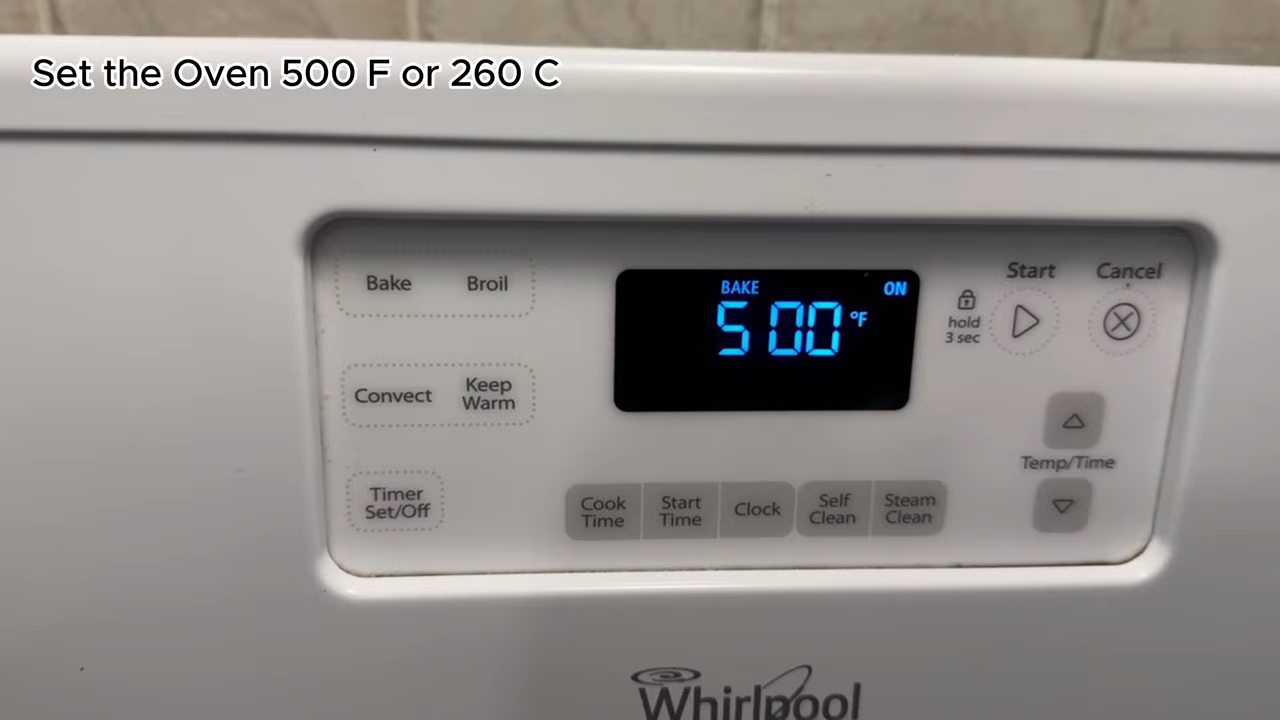 Set the Oven 500 F or 260 C
Bake Broil
BAKE ON
500 °F
Start Cancel
hold
3 sec
Convect Keep
Warm
Temp/Time
Timer
Set/Off
Cook
Time
Start
Time
Clock
Self
Clean
Steam
Clean
Whirlpool